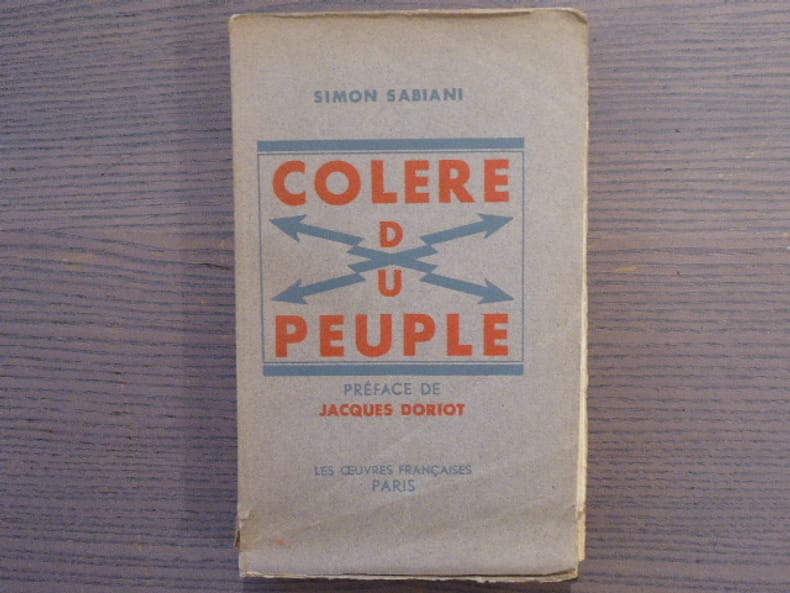 SIMON SABIANI
COLERE
D
U
PEUPLE
PRÉFACE DE
JACQUES DORIOT
LES ŒUVRES FRANÇAISES
PARIS